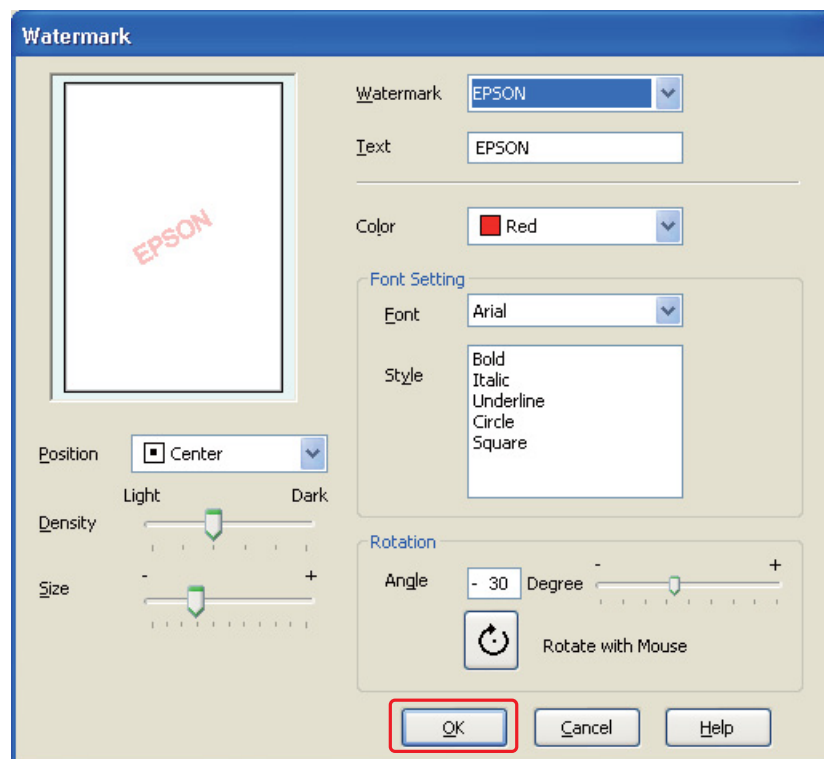 Watermark
EPSON
Position Center
Light Dark
Density
Size - +
Watermark EPSON
Text EPSON
Color Red
Font Setting
Font Arial
Style
Bold
Italic
Underline
Circle
Square
Rotation
Angle - 30 Degree - +
Rotate with Mouse
OK Cancel Help